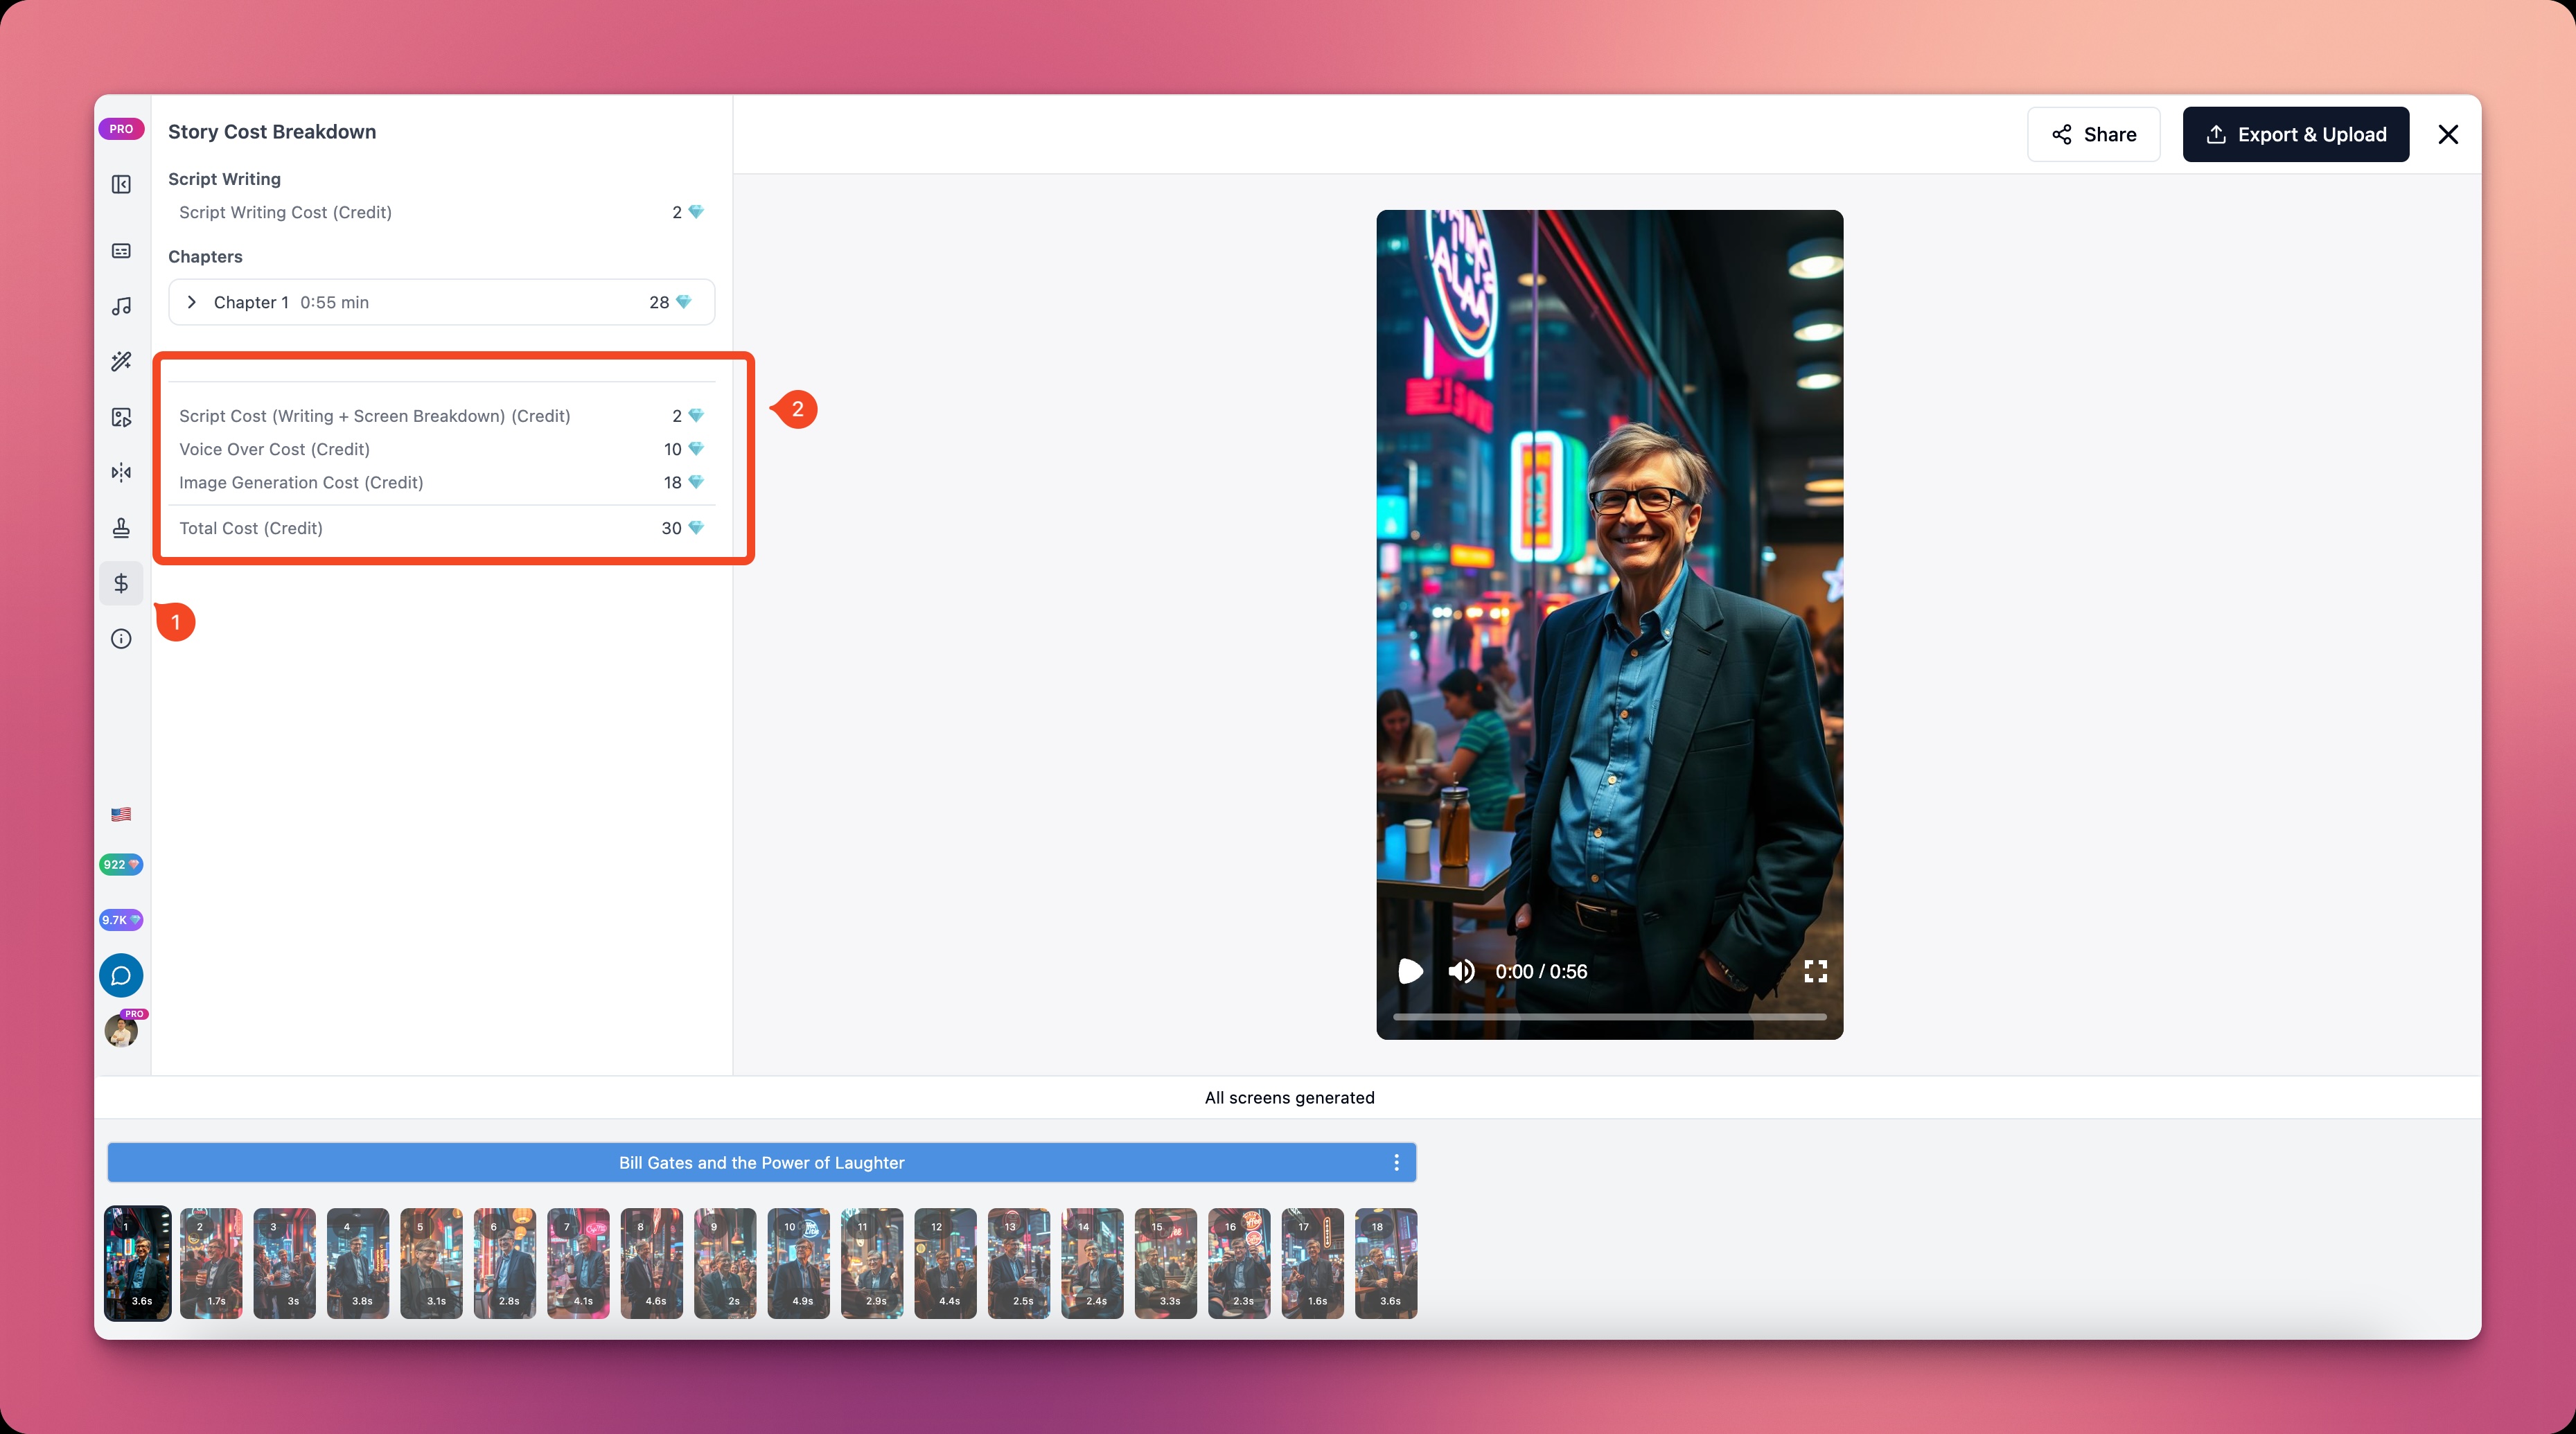 PRO
Story Cost Breakdown
Share
Export & Upload
Script Writing
Script Writing Cost (Credit) 2
Chapters
Chapter 1 0:55 min 28
Script Cost (Writing + Screen Breakdown) (Credit) 2
Voice Over Cost (Credit) 10
Image Generation Cost (Credit) 18
Total Cost (Credit) 30
2
1
922
9.7K
PRO
0:00 / 0:56
All screens generated
Bill Gates and the Power of Laughter
1 2 3 4 5 6 7 8 9 10 11 12 13 14 15 16 17 18
3.6s 1.7s 3s 3.8s 3.1s 2.8s 4.1s 4.6s 2s 4.9s 2.9s 4.4s 2.5s 2.4s 3.3s 2.3s 1.6s 3.6s